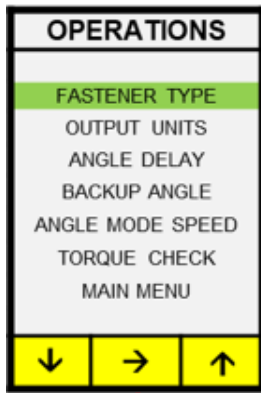 OPERATIONS
FASTENER TYPE
OUTPUT UNITS
ANGLE DELAY
BACKUP ANGLE
ANGLE MODE SPEED
TORQUE CHECK
MAIN MENU
↓ → ↑